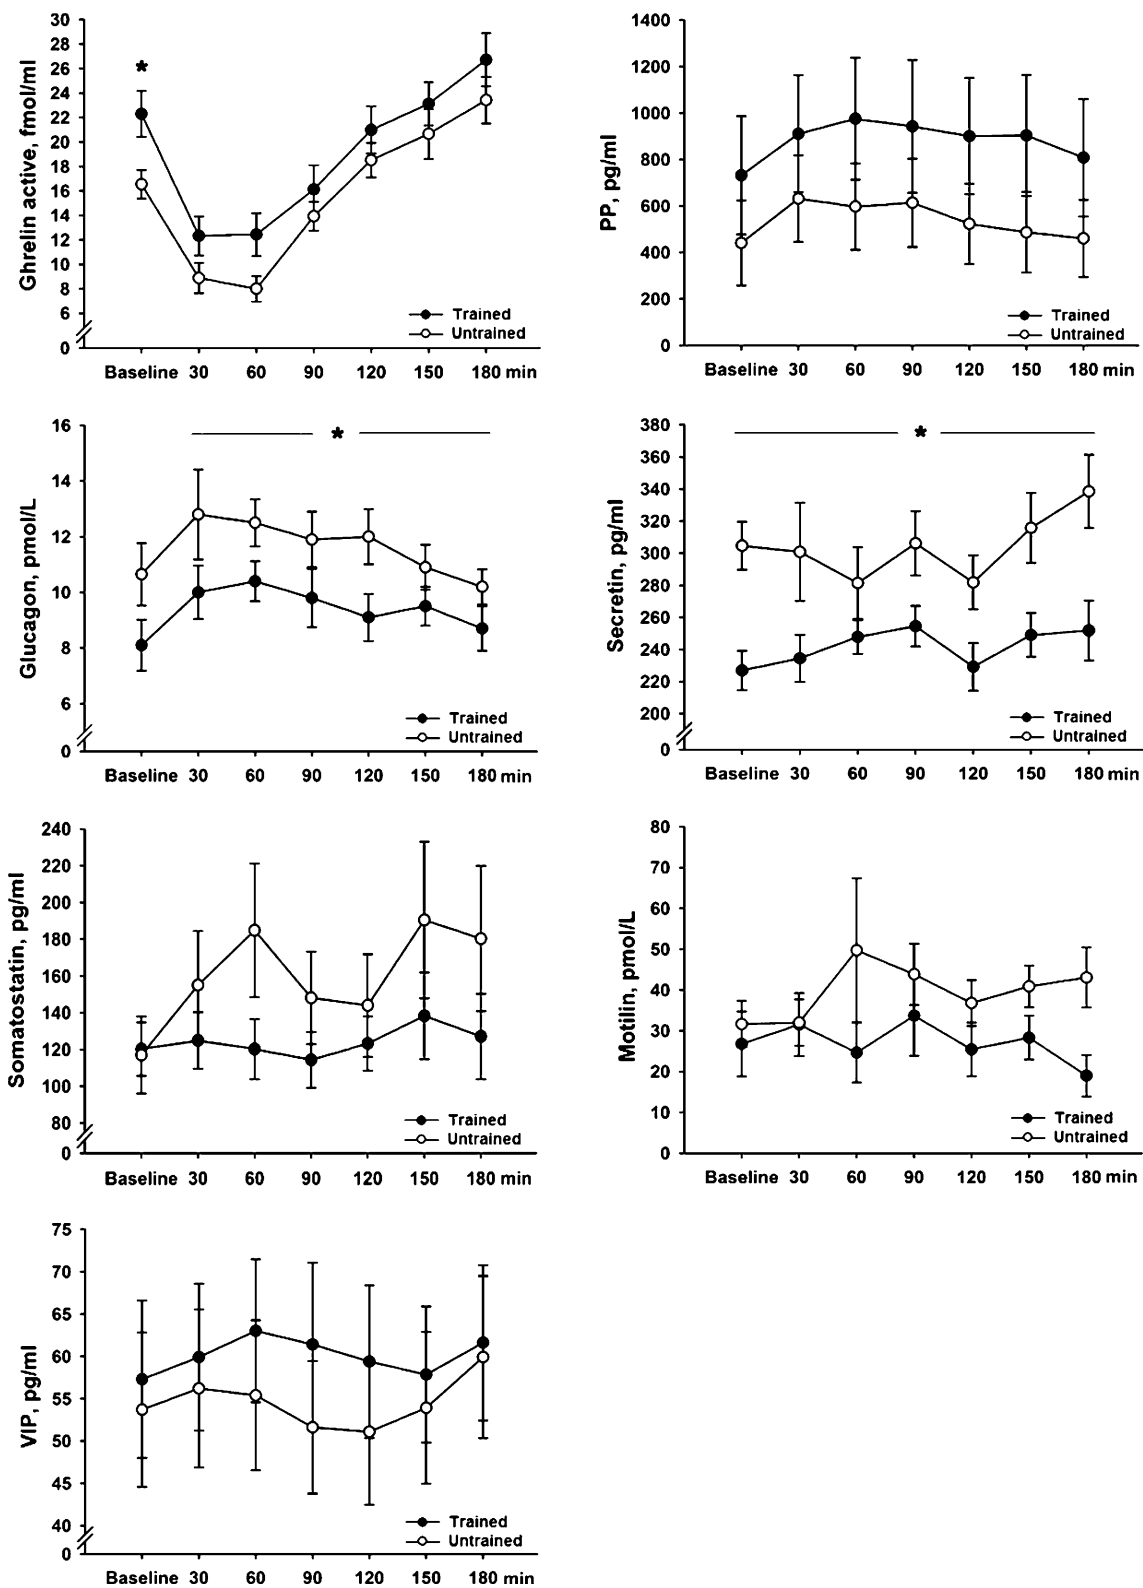 Ghrelin active, fmol/ml
30
28
26
24
22
20
18
16
14
12
10
8
6
0
*
Trained
Untrained
Baseline 30 60 90 120 150 180 min
PP, pg/ml
1400
1200
1000
800
600
400
200
0
Trained
Untrained
Baseline 30 60 90 120 150 180 min
Glucagon, pmol/L
16
14
12
10
8
6
0
*
Trained
Untrained
Baseline 30 60 90 120 150 180 min
Secretin, pg/ml
380
360
340
320
300
280
260
240
220
200
0
*
Trained
Untrained
Baseline 30 60 90 120 150 180 min
Somatostatin, pg/ml
240
220
200
180
160
140
120
100
80
0
Trained
Untrained
Baseline 30 60 90 120 150 180 min
Motilin, pmol/L
80
70
60
50
40
30
20
10
0
Trained
Untrained
Baseline 30 60 90 120 150 180 min
VIP, pg/ml
75
70
65
60
55
50
45
40
0
Trained
Untrained
Baseline 30 60 90 120 150 180 min